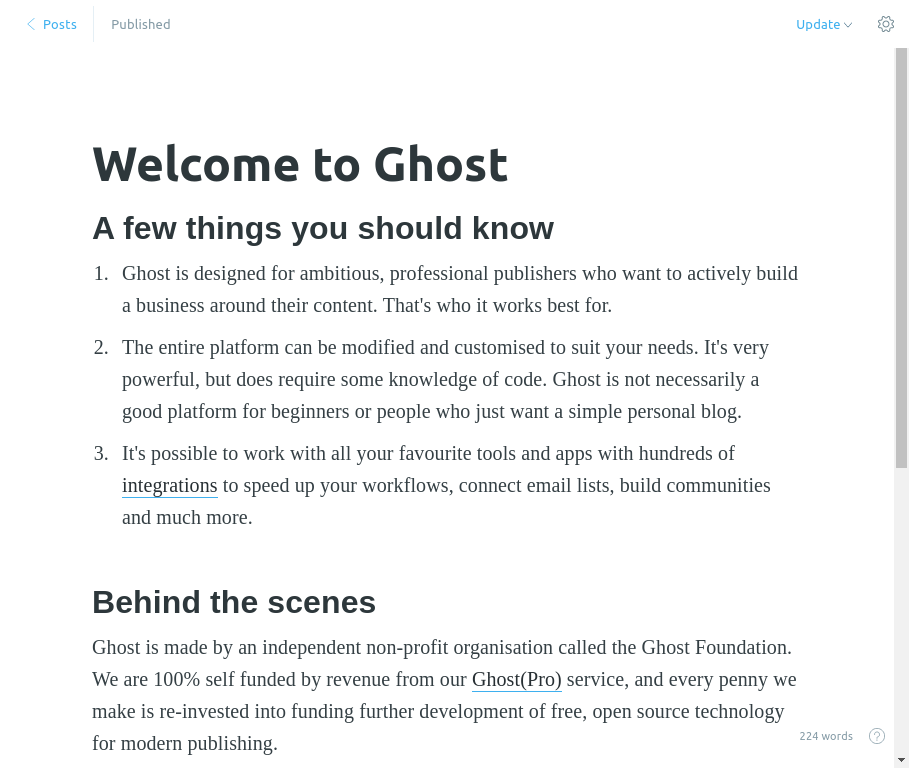 Posts
Published
Update
Welcome to Ghost
A few things you should know
1. Ghost is designed for ambitious, professional publishers who want to actively build
a business around their content. That's who it works best for.
2. The entire platform can be modified and customised to suit your needs. It's very
powerful, but does require some knowledge of code. Ghost is not necessarily a
good platform for beginners or people who just want a simple personal blog.
3. It's possible to work with all your favourite tools and apps with hundreds of
integrations to speed up your workflows, connect email lists, build communities
and much more.
Behind the scenes
Ghost is made by an independent non-profit organisation called the Ghost Foundation.
We are 100% self funded by revenue from our Ghost(Pro) service, and every penny we
make is re-invested into funding further development of free, open source technology
for modern publishing.
224 words
?